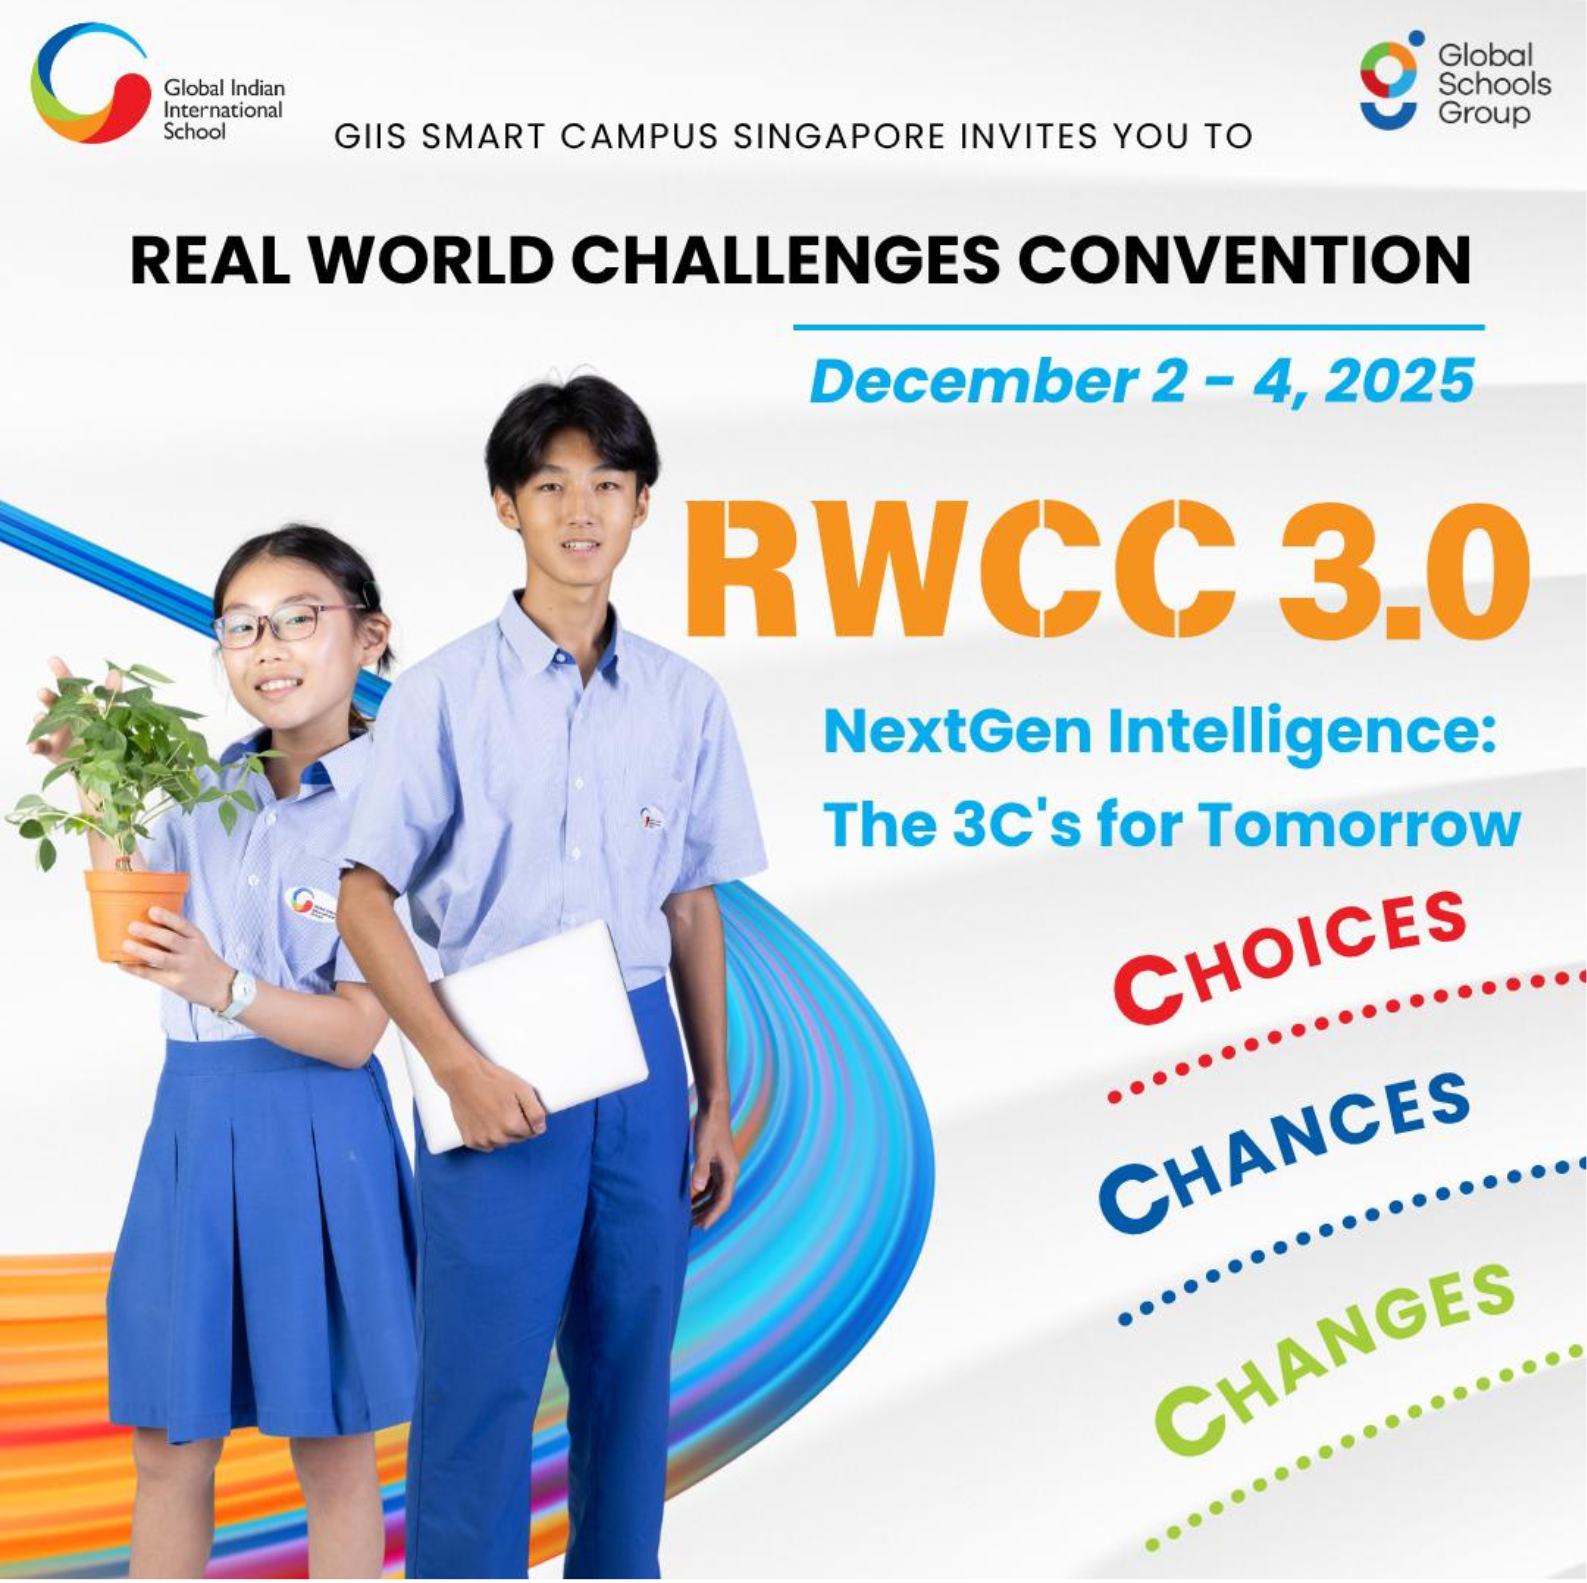 Global Indian
International
School
Global
Schools
Group
GIIS SMART CAMPUS SINGAPORE INVITES YOU TO
REAL WORLD CHALLENGES CONVENTION
December 2 - 4, 2025
RWCC 3.0
NextGen Intelligence:
The 3C's for Tomorrow
CHOICES
CHANCES
CHANGES